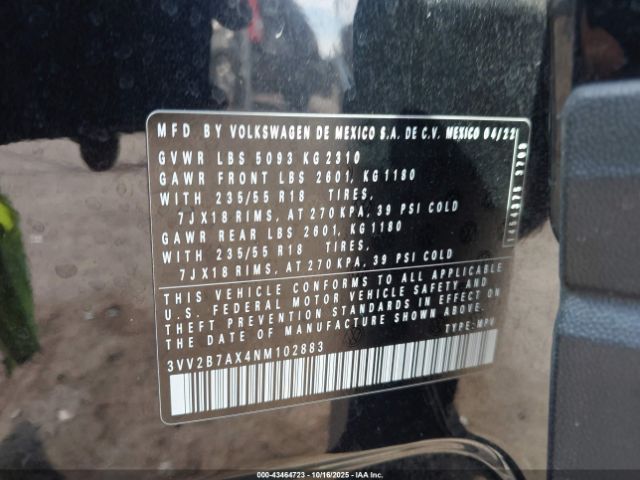 MFD BY VOLKSWAGEN DE MEXICO S.A. DE C.V. MEXICO 04/22
GVWR LBS 5093 KG 2310
GAWR FRONT LBS 2601, KG 1180
WITH 235/55 R18 TIRES,
7JX18 RIMS, AT 270 KPA, 39 PSI COLD
GAWR REAR LBS 2601, KG 1180
WITH 235/55 R18 TIRES,
7JX18 RIMS, AT 270 KPA, 39 PSI COLD
THIS VEHICLE CONFORMS TO ALL APPLICABLE
U.S. FEDERAL MOTOR VEHICLE SAFETY AND
THEFT PREVENTION STANDARDS IN EFFECT ON
THE DATE OF MANUFACTURE SHOWN ABOVE.
3VV2B7AX4NM102883 TYPE: MPV
000-43464723 - 10/16/2025 - IAA Inc.